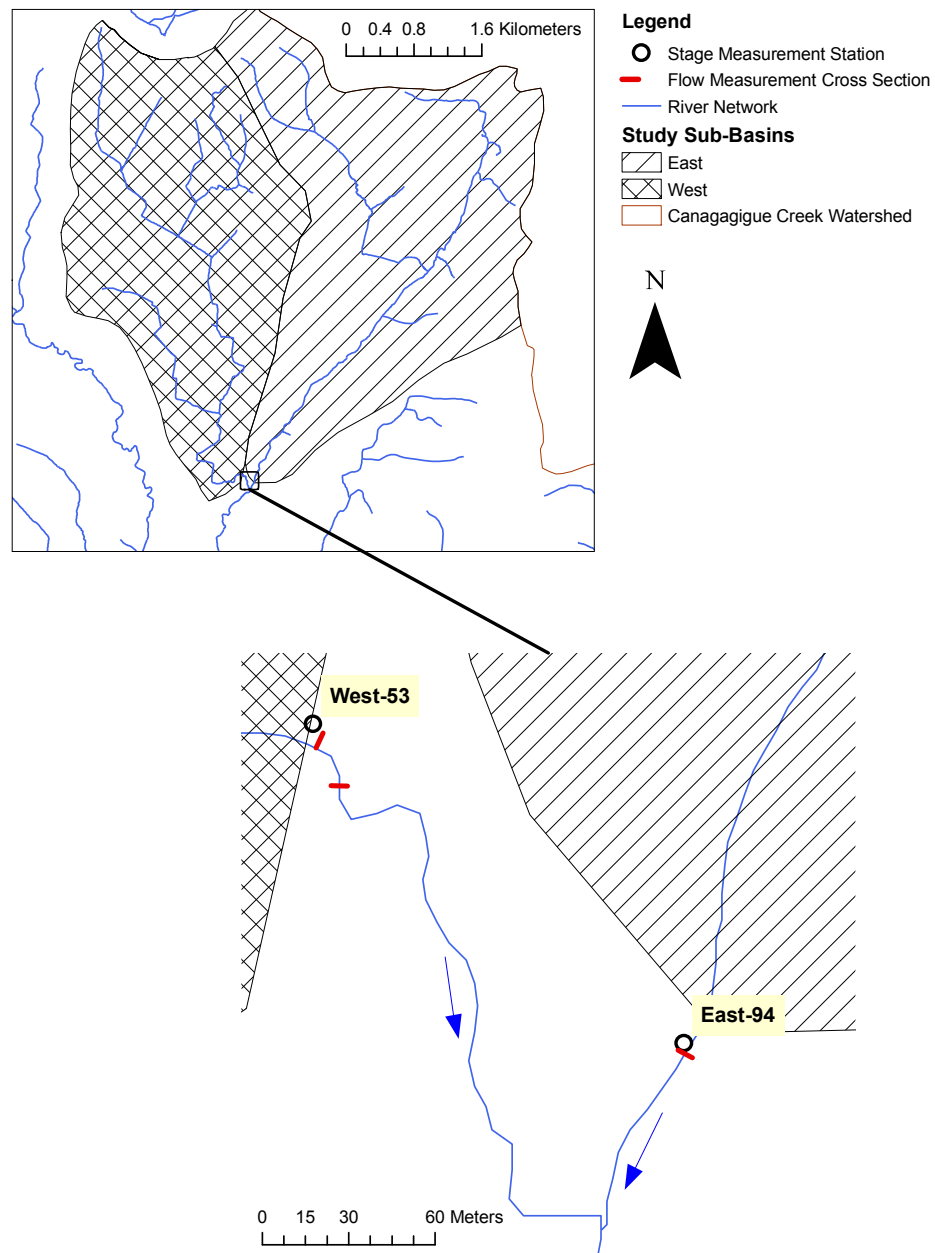 0 0.4 0.8 1.6 Kilometers
Legend
Stage Measurement Station
Flow Measurement Cross Section
River Network
Study Sub-Basins
East
West
Canagagigue Creek Watershed
N
West-53
East-94
0 15 30 60 Meters